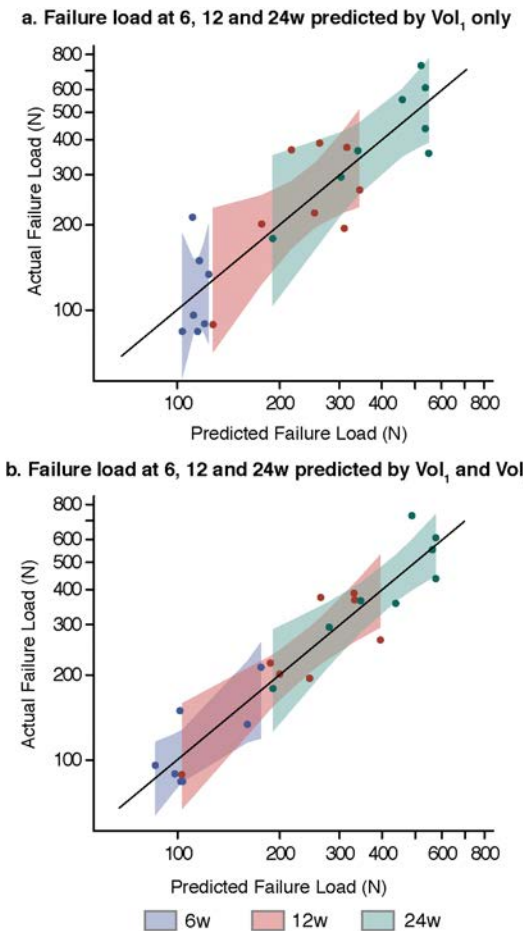 a. Failure load at 6, 12 and 24w predicted by Vol₁ only
800
600
500
400
300
200
100
Actual Failure Load (N)
100 200 300 400 600 800
Predicted Failure Load (N)
b. Failure load at 6, 12 and 24w predicted by Vol₁ and Vol
800
600
500
400
300
200
100
Actual Failure Load (N)
100 200 300 400 600 800
Predicted Failure Load (N)
6w 12w 24w